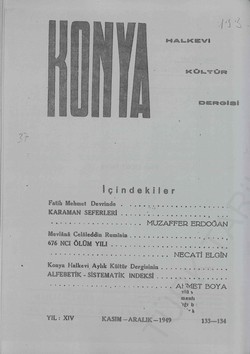 KONYA
HALKEVİ
KÜLTÜR
DERGİSİ
İçindekiler
Fatih Mehmet Devrinde
KARAMAN SEFERLERİ
MUZAFFER ERDOĞAN
Mevlânâ Celâleddin Ruminin
676 NCI ÖLÜM YILI
NECATİ ELGİN
Konya Halkevi Aylık Kültür Dergisinin
ALFEBETİK - SİSTEMATİK İNDEKSİ
AHMET BOYA
YIL: XIV KASIM - ARALIK - 1949 133-134